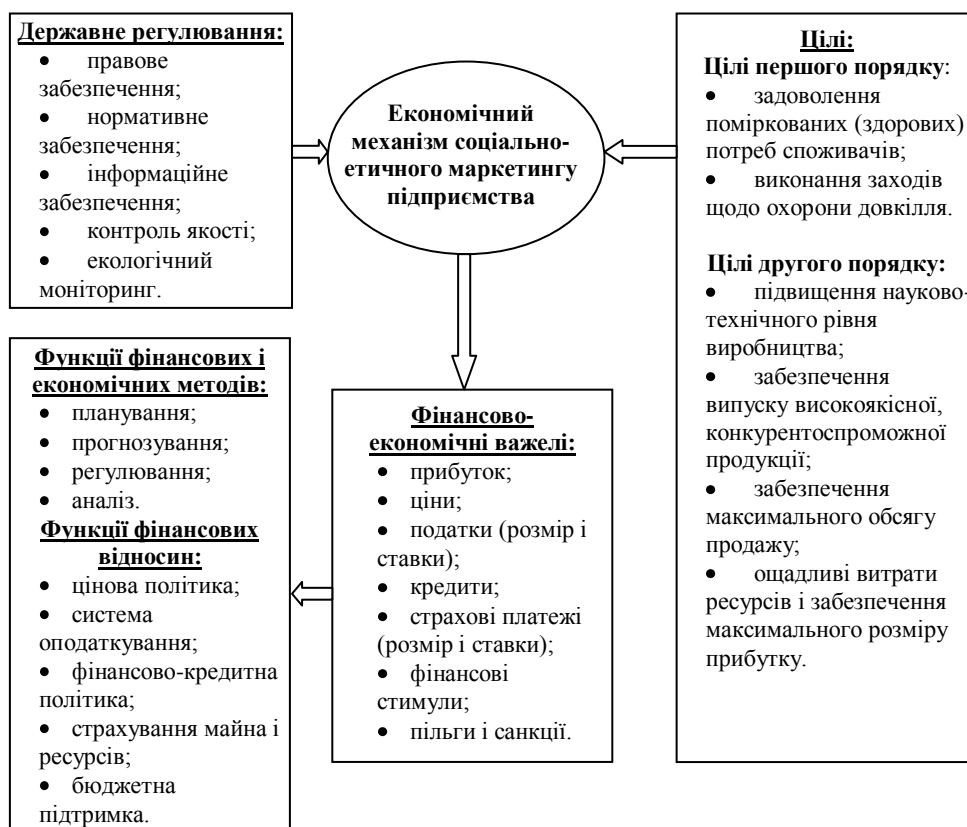 Державне регулювання:
• правове
забезпечення;
• нормативне
забезпечення;
• інформаційне
забезпечення;
• контроль якості;
• екологічний
моніторинг.
Економічний
механізм соціально-
етичного маркетингу
підприємства
Цілі:
Цілі першого порядку:
• задоволення
поміркованих (здорових)
потреб споживачів;
• виконання заходів
щодо охорони довкілля.
Цілі другого порядку:
• підвищення науково-
технічного рівня
виробництва;
• забезпечення
випуску високоякісної,
конкурентоспроможної
продукції;
• забезпечення
максимального обсягу
продажу;
• ощадливі витрати
ресурсів і забезпечення
максимального розміру
прибутку.
Функції фінансових і
економічних методів:
• планування;
• прогнозування;
• регулювання;
• аналіз.
Функції фінансових
відносин:
• цінова політика;
• система
оподаткування;
• фінансово-кредитна
політика;
• страхування майна і
ресурсів;
• бюджетна
підтримка.
Фінансово-
економічні важелі:
• прибуток;
• ціни;
• податки (розмір і
ставки);
• кредити;
• страхові платежі
(розмір і ставки);
• фінансові
стимули;
• пільги і санкції.